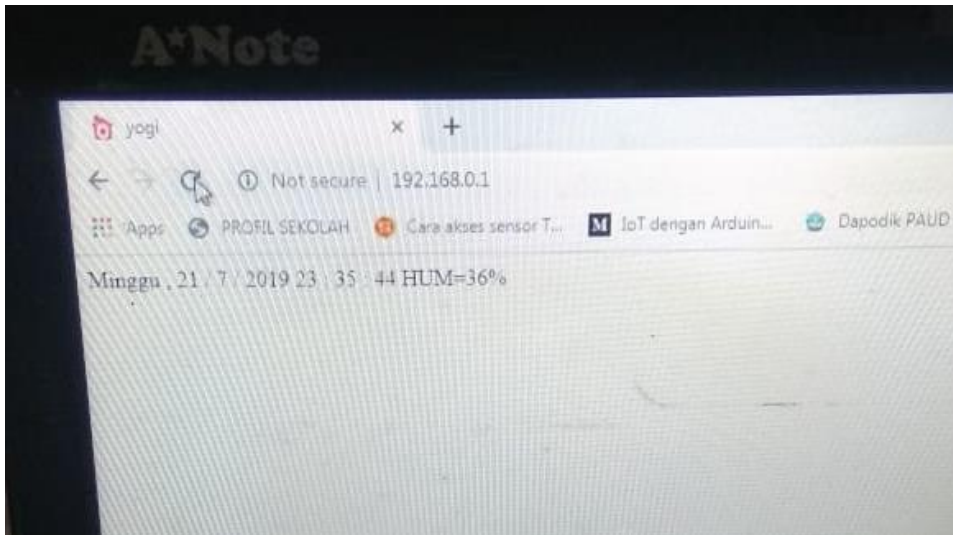 A*Note
yogi
Not secure | 192.168.0.1
Apps PROFIL SEKOLAH Cara akses sensor T... M IoT dengan Arduin... Dapodik PAUD
Minggu , 21 / 7 / 2019 23 : 35 : 44 HUM=36%